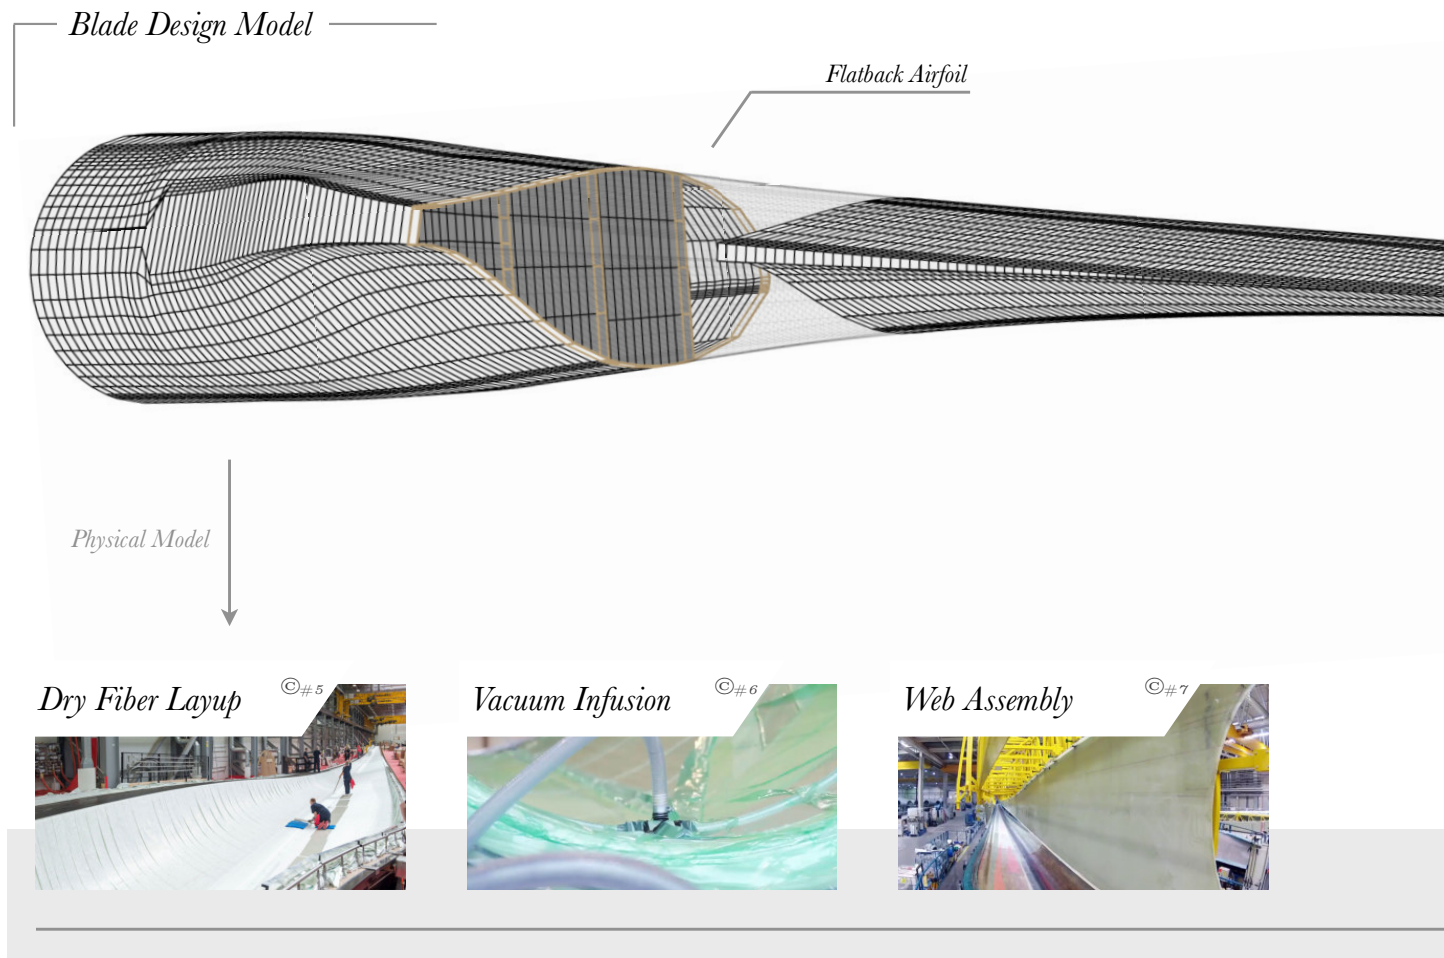 Blade Design Model
Flatback Airfoil
Physical Model
Dry Fiber Layup ©#5
Vacuum Infusion ©#6
Web Assembly ©#7